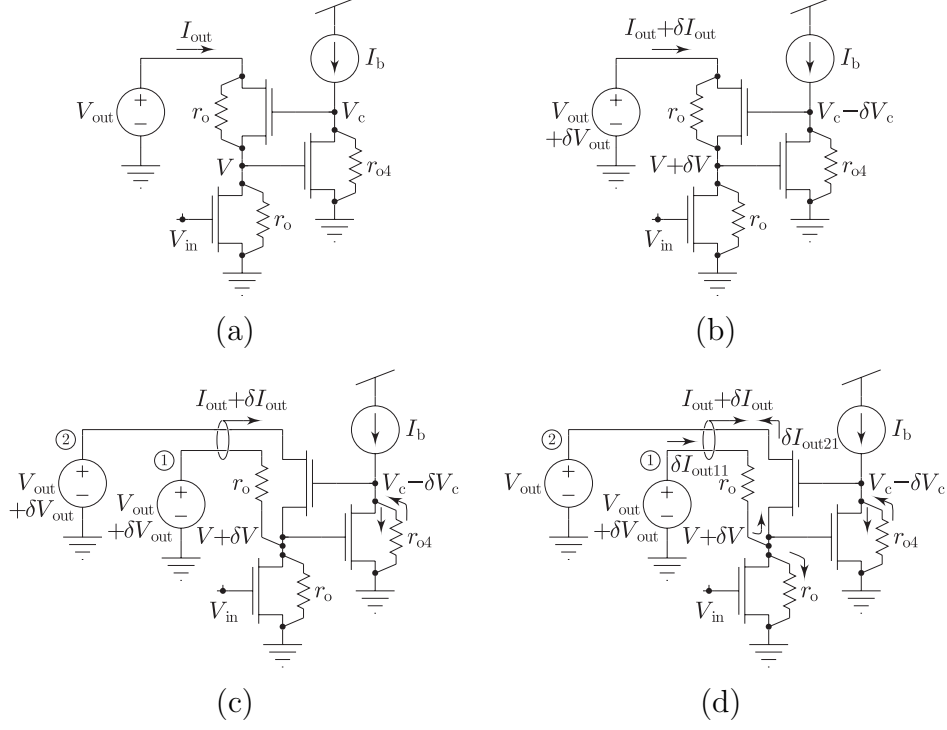 I_out
I_b
V_out
r_o
V_c
V
r_o4
V_in
r_o
(a)
I_out+δI_out
I_b
V_out
+δV_out
r_o
V_c−δV_c
V+δV
r_o4
V_in
r_o
(b)
I_out+δI_out
②
I_b
①
V_out
+δV_out
V_out
+δV_out
r_o
V_c−δV_c
V+δV
r_o4
V_in
r_o
(c)
I_out+δI_out
②
δI_out21
I_b
①
δI_out11
V_out
V_out
+δV_out
r_o
V_c−δV_c
V+δV
r_o4
V_in
r_o
(d)